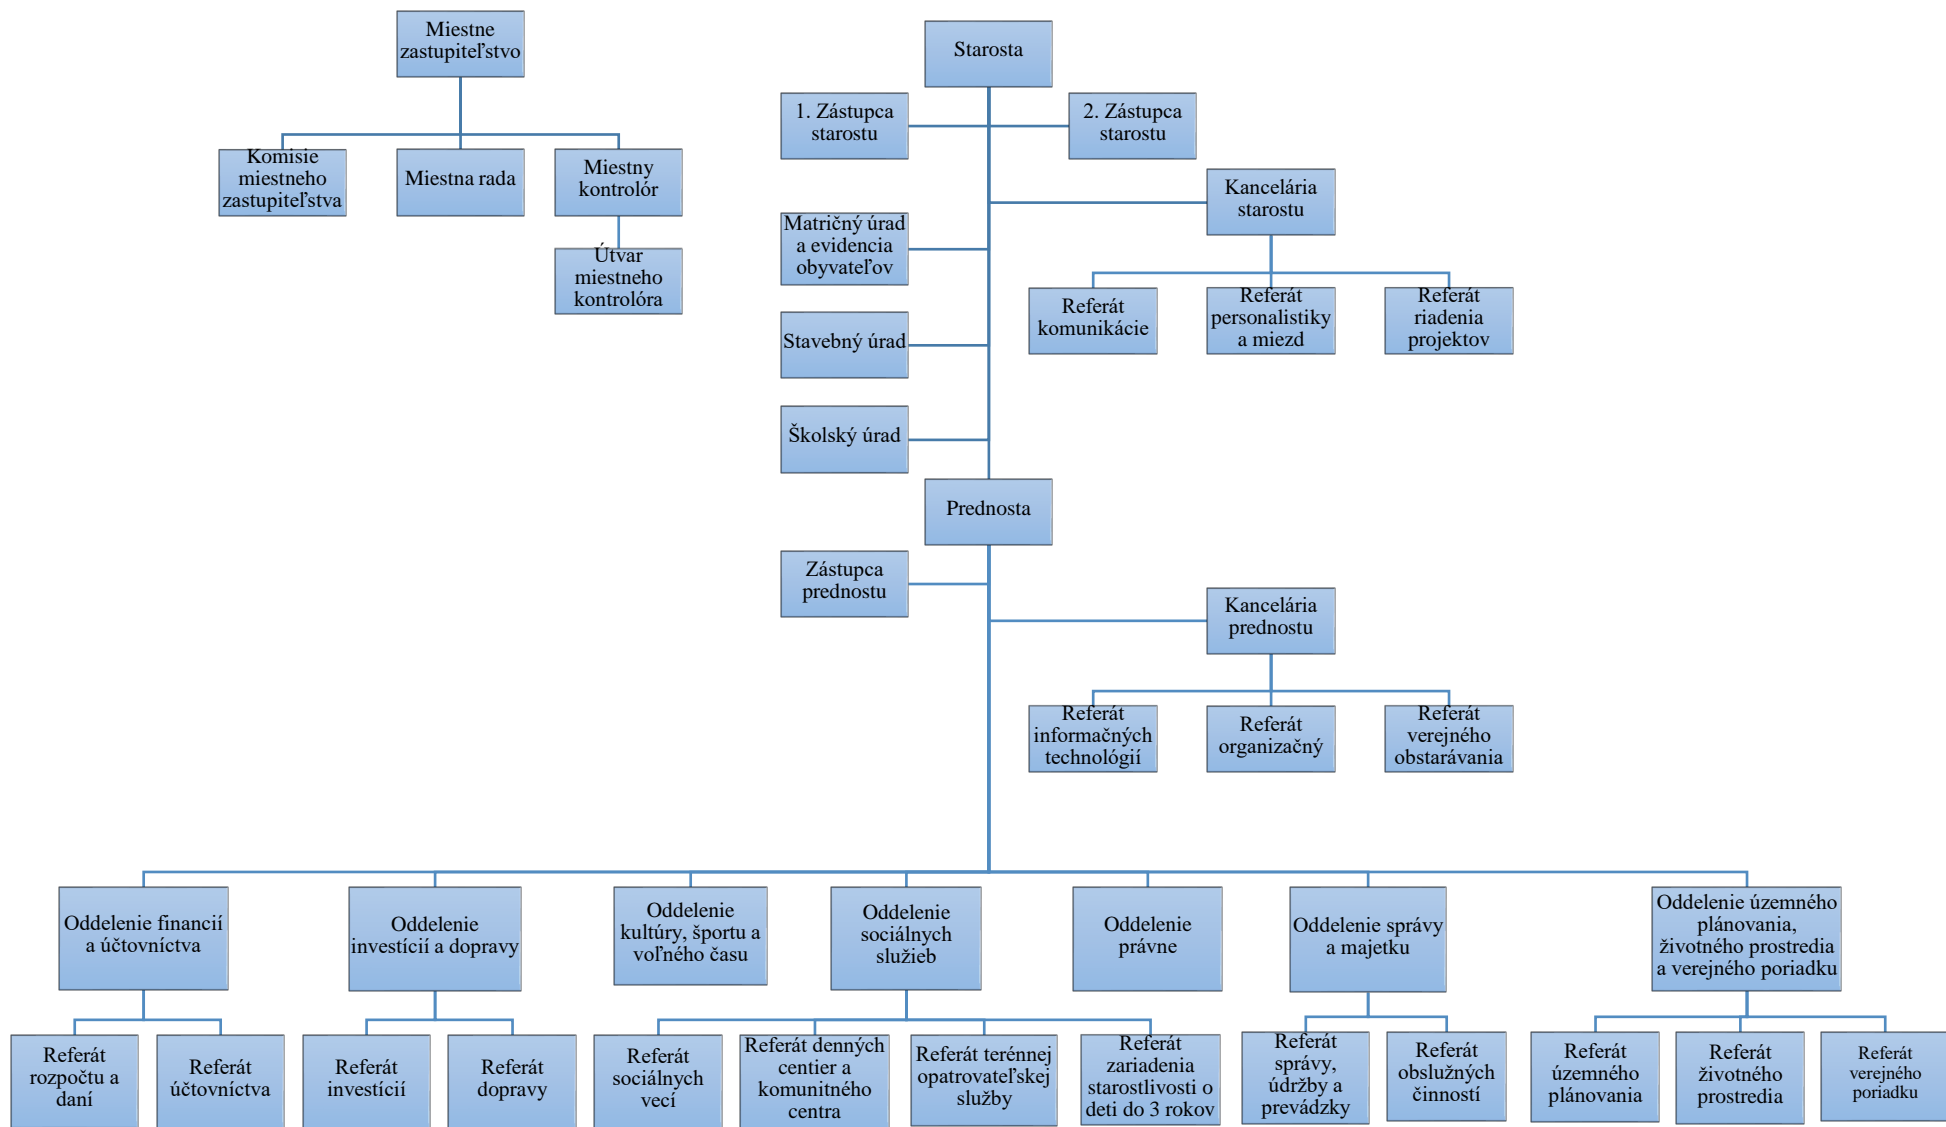 Miestne
zastupiteľstvo
Starosta
1. Zástupca
starostu
2. Zástupca
starostu
Komisie
miestneho
zastupiteľstva
Miestna rada
Miestny
kontrolór
Útvar
miestneho
kontrolóra
Kancelária
starostu
Matričný úrad
a evidencia
obyvateľov
Referát
komunikácie
Referát
personalistiky
a miezd
Referát
riadenia
projektov
Stavebný úrad
Školský úrad
Prednosta
Zástupca
prednostu
Kancelária
prednostu
Referát
informačných
technológií
Referát
organizačný
Referát
verejného
obstarávania
Oddelenie financií
a účtovníctva
Oddelenie
investícií a dopravy
Oddelenie
kultúry, športu a
voľného času
Oddelenie
sociálnych
služieb
Oddelenie
právne
Oddelenie správy
a majetku
Oddelenie územného
plánovania,
životného prostredia
a verejného poriadku
Referát
rozpočtu a
daní
Referát
účtovníctva
Referát
investícií
Referát
dopravy
Referát
sociálnych
vecí
Referát denných
centier a
komunitného
centra
Referát terénnej
opatrovateľskej
služby
Referát
zariadenia
starostlivosti o
deti do 3 rokov
Referát
správy,
údržby a
prevádzky
Referát
obslužných
činností
Referát
územného
plánovania
Referát
životného
prostredia
Referát
verejného
poriadku